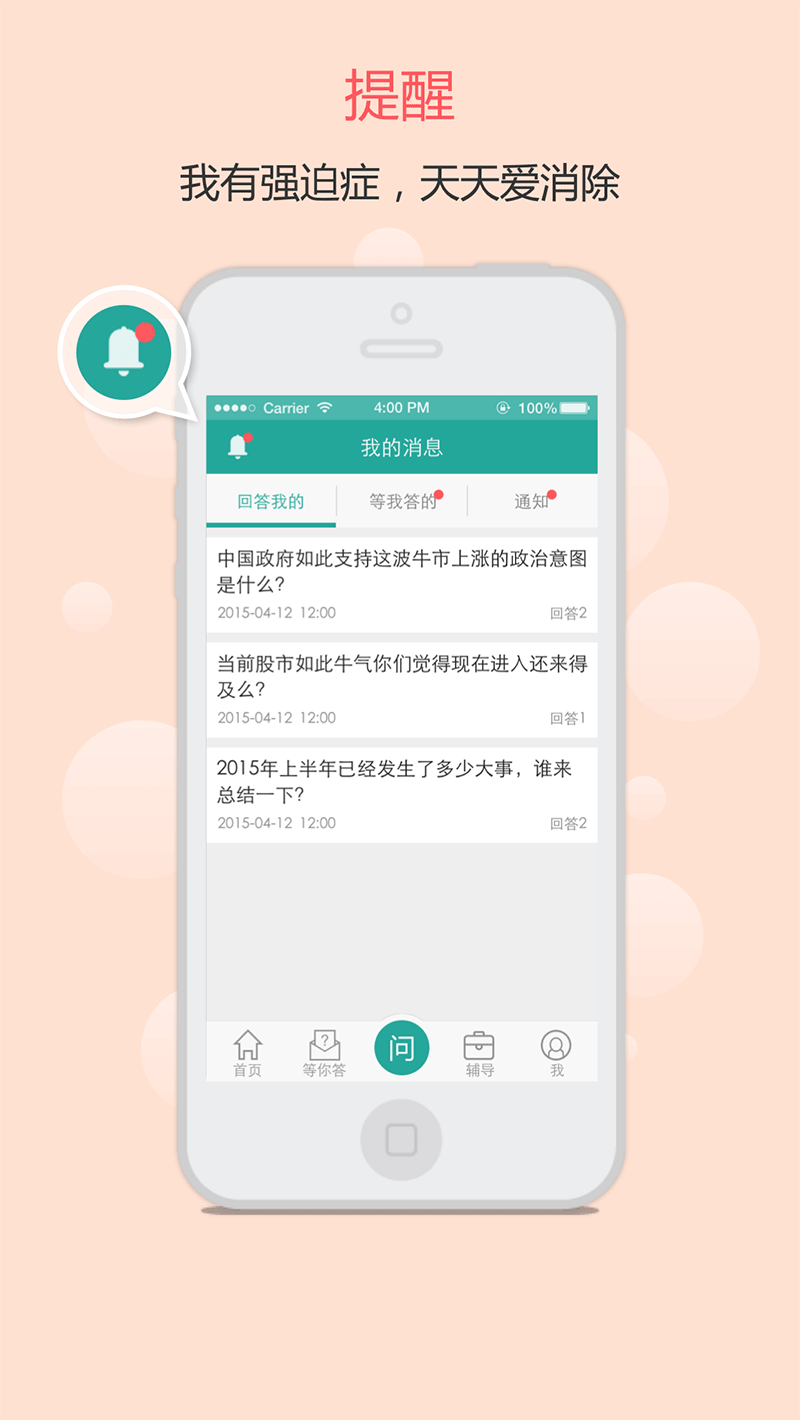 提醒
我有强迫症，天天爱消除
Carrier 4:00 PM 100%
我的消息
回答我的 等我答的 通知
中国政府如此支持这波牛市上涨的政治意图
是什么?
2015-04-12 12:00 回答2
当前股市如此牛气你们觉得现在进入还来得
及么?
2015-04-12 12:00 回答1
2015年上半年已经发生了多少大事，谁来
总结一下?
2015-04-12 12:00 回答2
?
问
首页 等你答 辅导 我